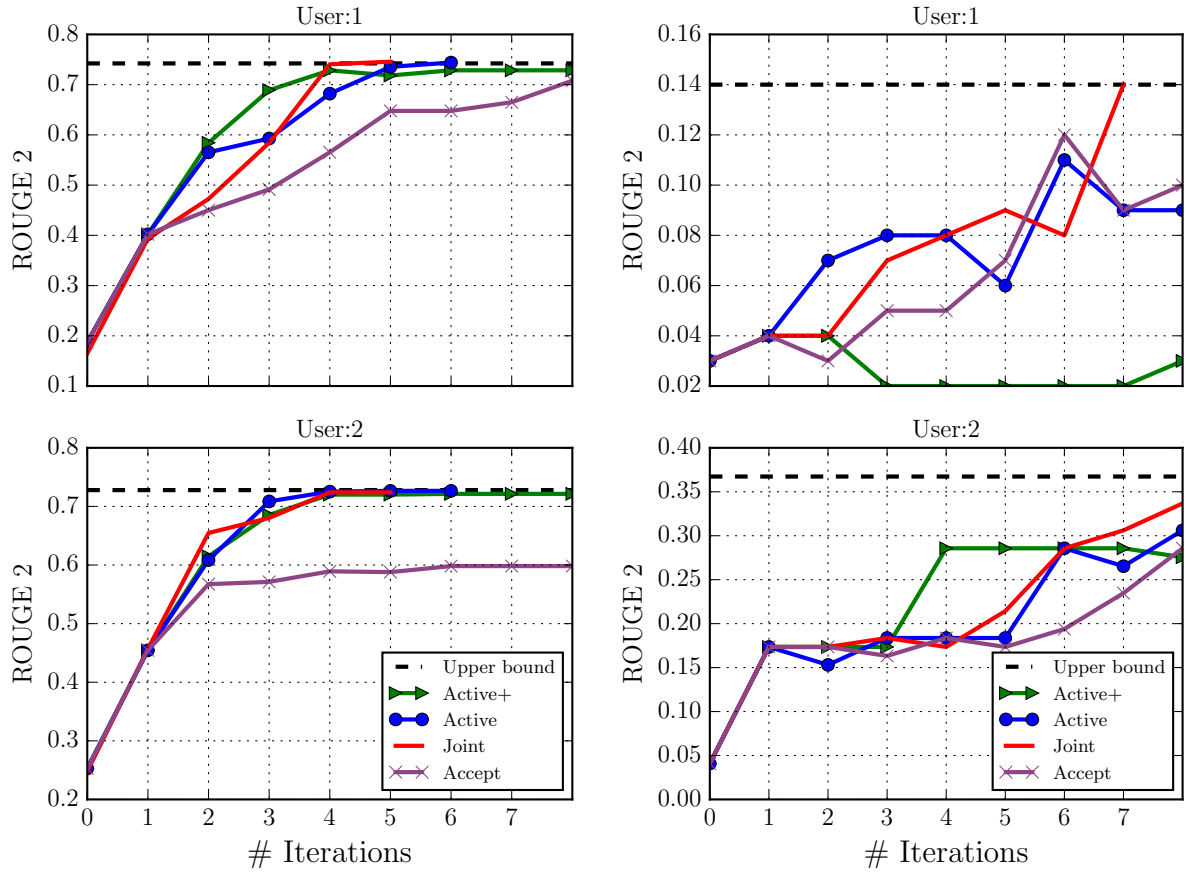 User:1
0.8
0.7
0.6
0.5
0.4
0.3
0.2
0.1
ROUGE 2
User:1
0.16
0.14
0.12
0.10
0.08
0.06
0.04
0.02
ROUGE 2
User:2
0.8
0.7
0.6
0.5
0.4
0.3
0.2
ROUGE 2
0 1 2 3 4 5 6 7
# Iterations
Upper bound
Active+
Active
Joint
Accept
User:2
0.40
0.35
0.30
0.25
0.20
0.15
0.10
0.05
0.00
ROUGE 2
0 1 2 3 4 5 6 7
# Iterations
Upper bound
Active+
Active
Joint
Accept